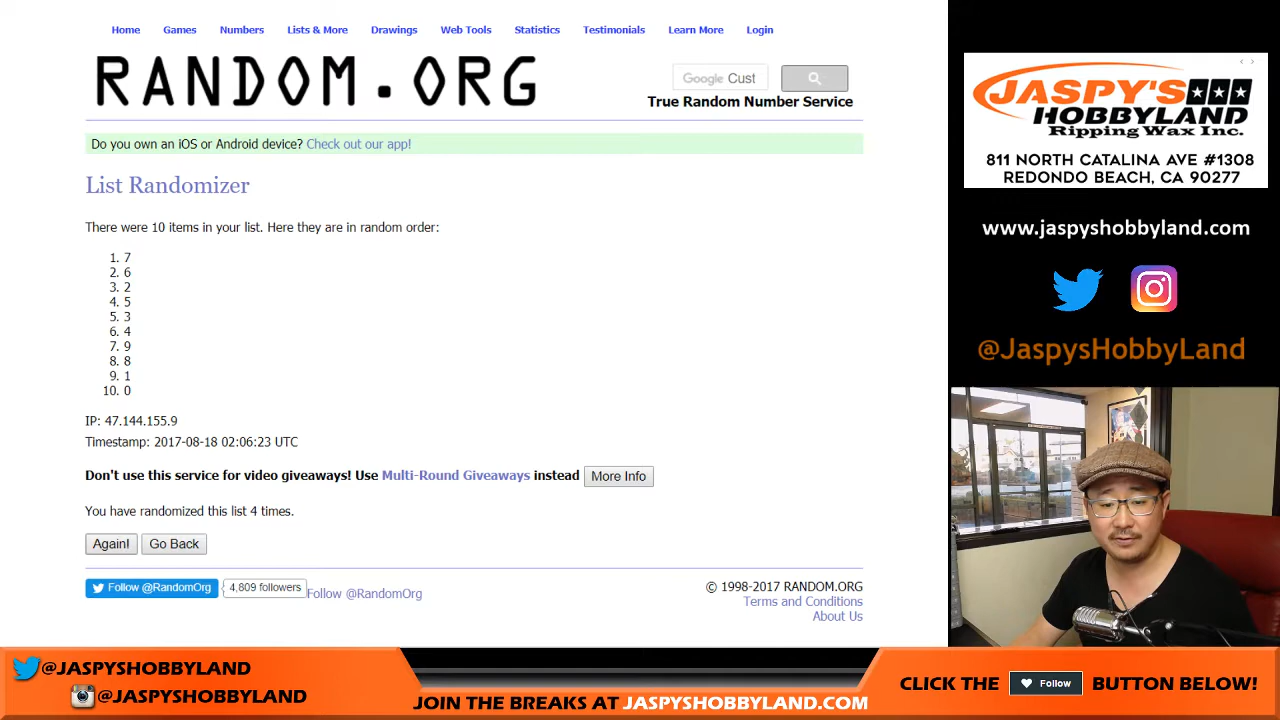 Home Games Numbers Lists & More Drawings Web Tools Statistics Testimonials Learn More Login
RANDOM.ORG
Google Cust
True Random Number Service
Do you own an iOS or Android device? Check out our app!
List Randomizer
There were 10 items in your list. Here they are in random order:
1. 7
2. 6
3. 2
4. 5
5. 3
6. 4
7. 9
8. 8
9. 1
10. 0
IP: 47.144.155.9
Timestamp: 2017-08-18 02:06:23 UTC
Don't use this service for video giveaways! Use Multi-Round Giveaways instead More Info
You have randomized this list 4 times.
Again! Go Back
Follow @RandomOrg 4,809 followers Follow @RandomOrg
© 1998-2017 RANDOM.ORG
Terms and Conditions
About Us
JASPY'S
HOBBYLAND
Ripping Wax Inc.
811 NORTH CATALINA AVE #1308
REDONDO BEACH, CA 90277
www.jaspyshobbyland.com
@JaspysHobbyLand
@JASPYSHOBBYLAND
@JASPYSHOBBYLAND
JOIN THE BREAKS AT JASPYSHOBBYLAND.COM
CLICK THE Follow BUTTON BELOW!